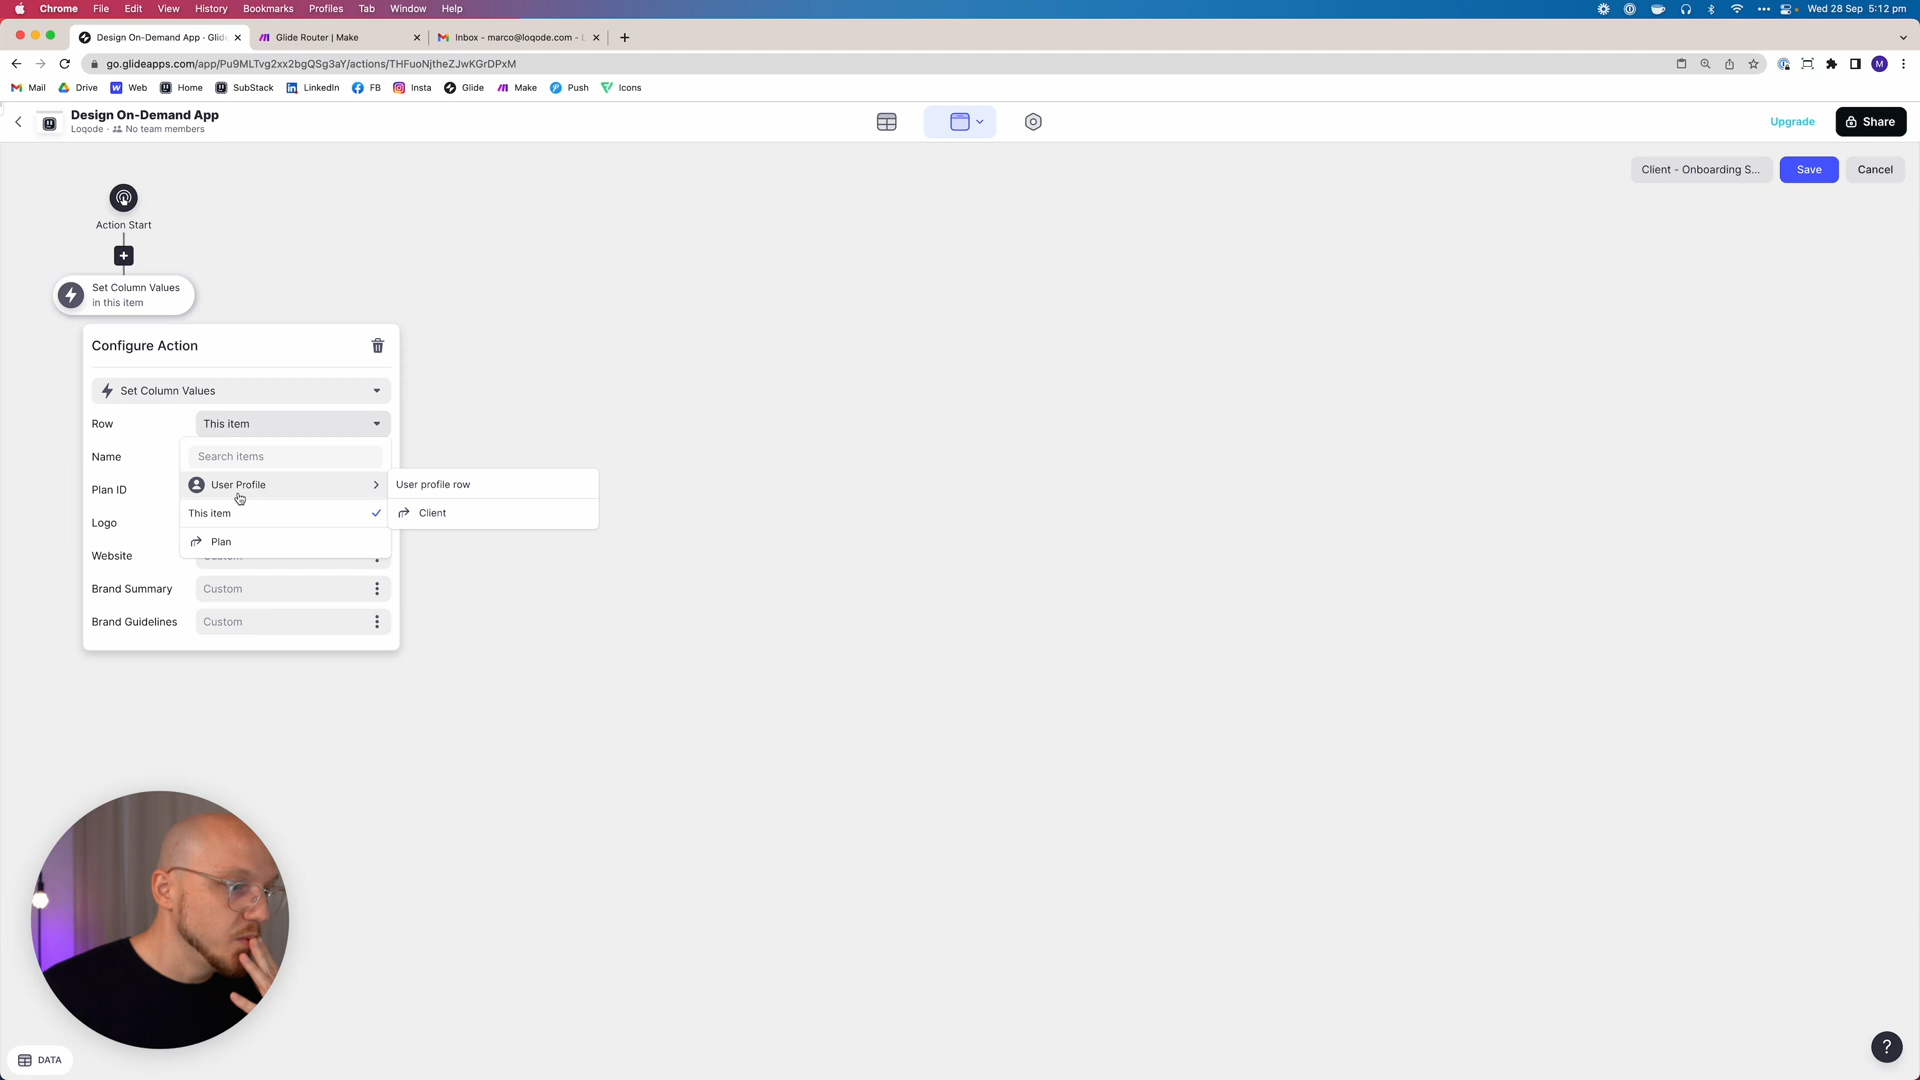 Chrome File Edit View History Bookmarks Profiles Tab Window Help
Wed 28 Sep 5:12 pm
Design On-Demand App · Glide
Glide Router | Make
Inbox - marco@loqode.com -
go.glideapps.com/app/Pu9MLTvg2xx2bgQSg3aY/actions/THFuoNjtheZJwKGrDPxM
M
Mail Drive Web Home SubStack LinkedIn FB Insta Glide Make Push Icons
Design On-Demand App
Loqode · No team members
Upgrade
Share
Client - Onboarding S...
Save
Cancel
Action Start
Set Column Values
in this item
Configure Action
Set Column Values
Row This item
Name Search items
User Profile
User profile row
Plan ID
This item
Client
Logo
Plan
Website
Brand Summary Custom
Brand Guidelines Custom
DATA
?